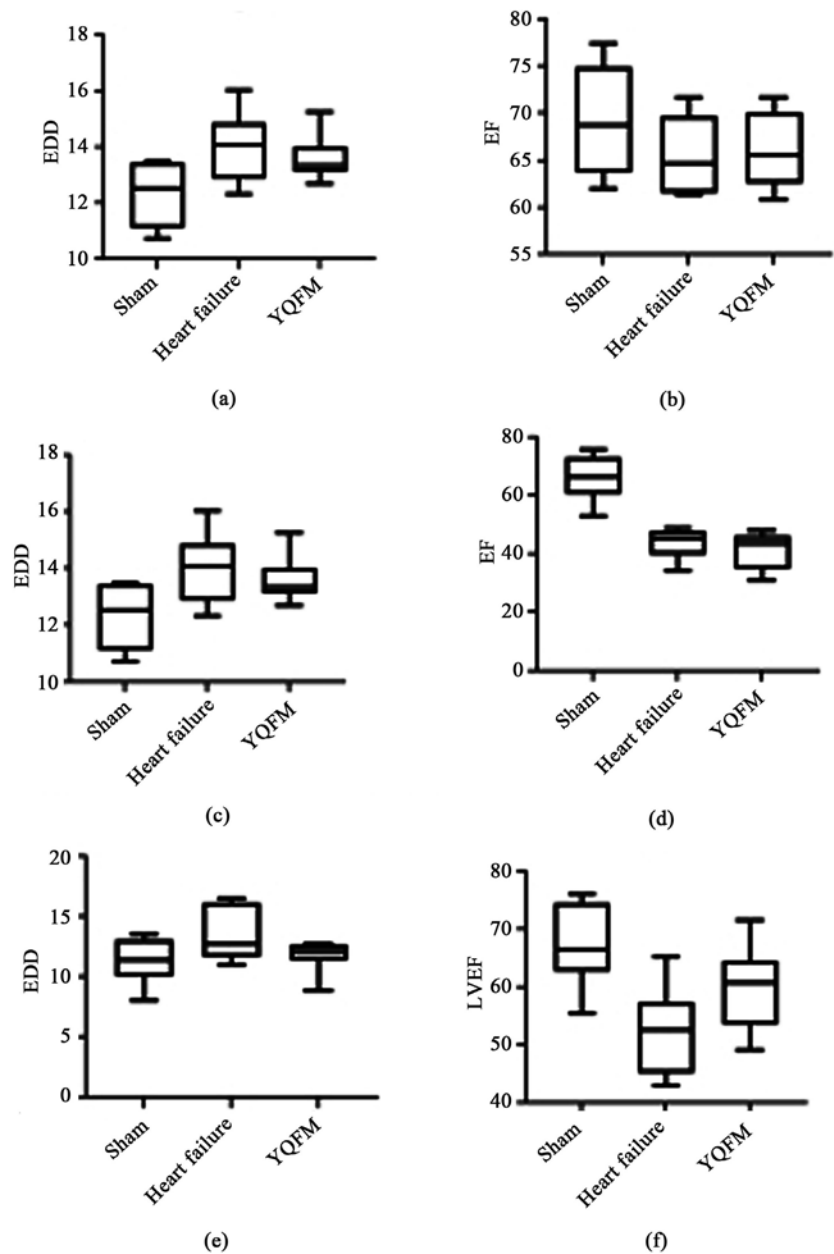 18
16
14
12
10
EDD
Sham
Heart failure
YQFM
(a)
80
75
70
65
60
55
EF
Sham
Heart failure
YQFM
(b)
18
16
14
12
10
EDD
Sham
Heart failure
YQFM
(c)
80
60
40
20
0
EF
Sham
Heart failure
YQFM
(d)
20
15
10
5
0
EDD
Sham
Heart failure
YQFM
(e)
80
70
60
50
40
LVEF
Sham
Heart failure
YQFM
(f)